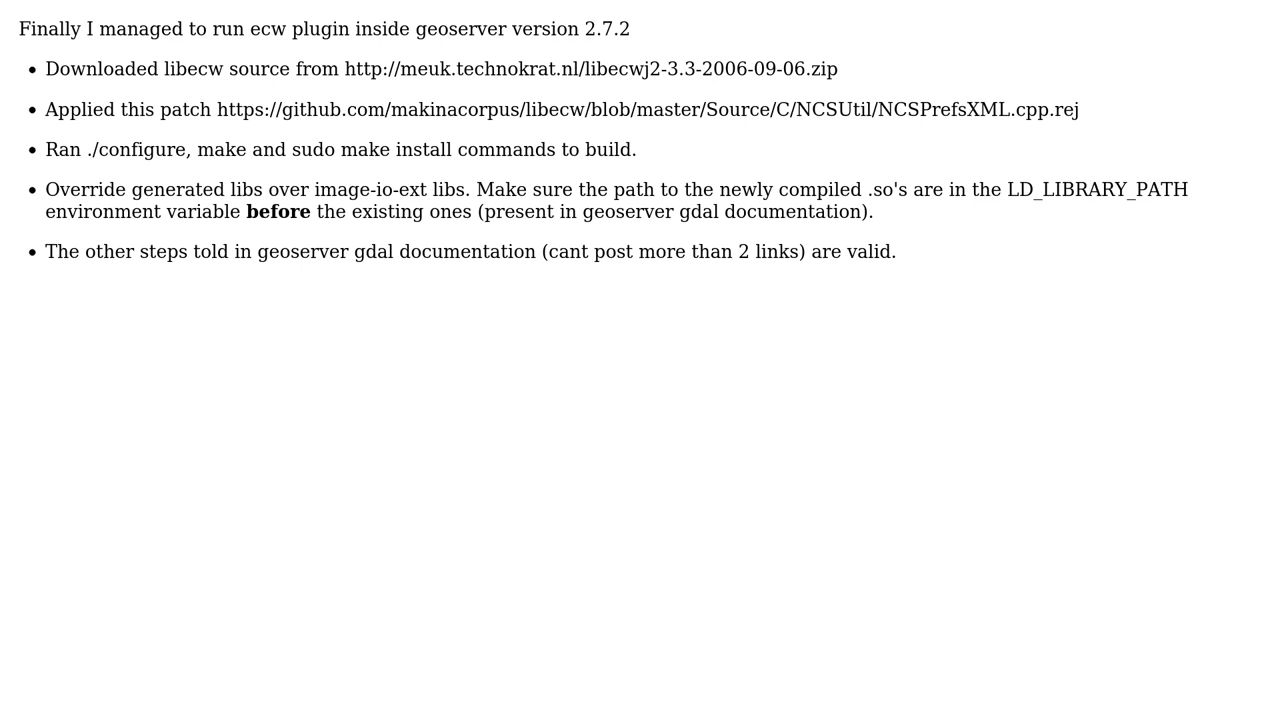 Finally I managed to run ecw plugin inside geoserver version 2.7.2
• Downloaded libecw source from http://meuk.technokrat.nl/libecwj2-3.3-2006-09-06.zip
• Applied this patch https://github.com/makinacorpus/libecw/blob/master/Source/C/NCSUtil/NCSPrefsXML.cpp.rej
• Ran ./configure, make and sudo make install commands to build.
• Override generated libs over image-io-ext libs. Make sure the path to the newly compiled .so's are in the LD_LIBRARY_PATH
environment variable before the existing ones (present in geoserver gdal documentation).
• The other steps told in geoserver gdal documentation (cant post more than 2 links) are valid.